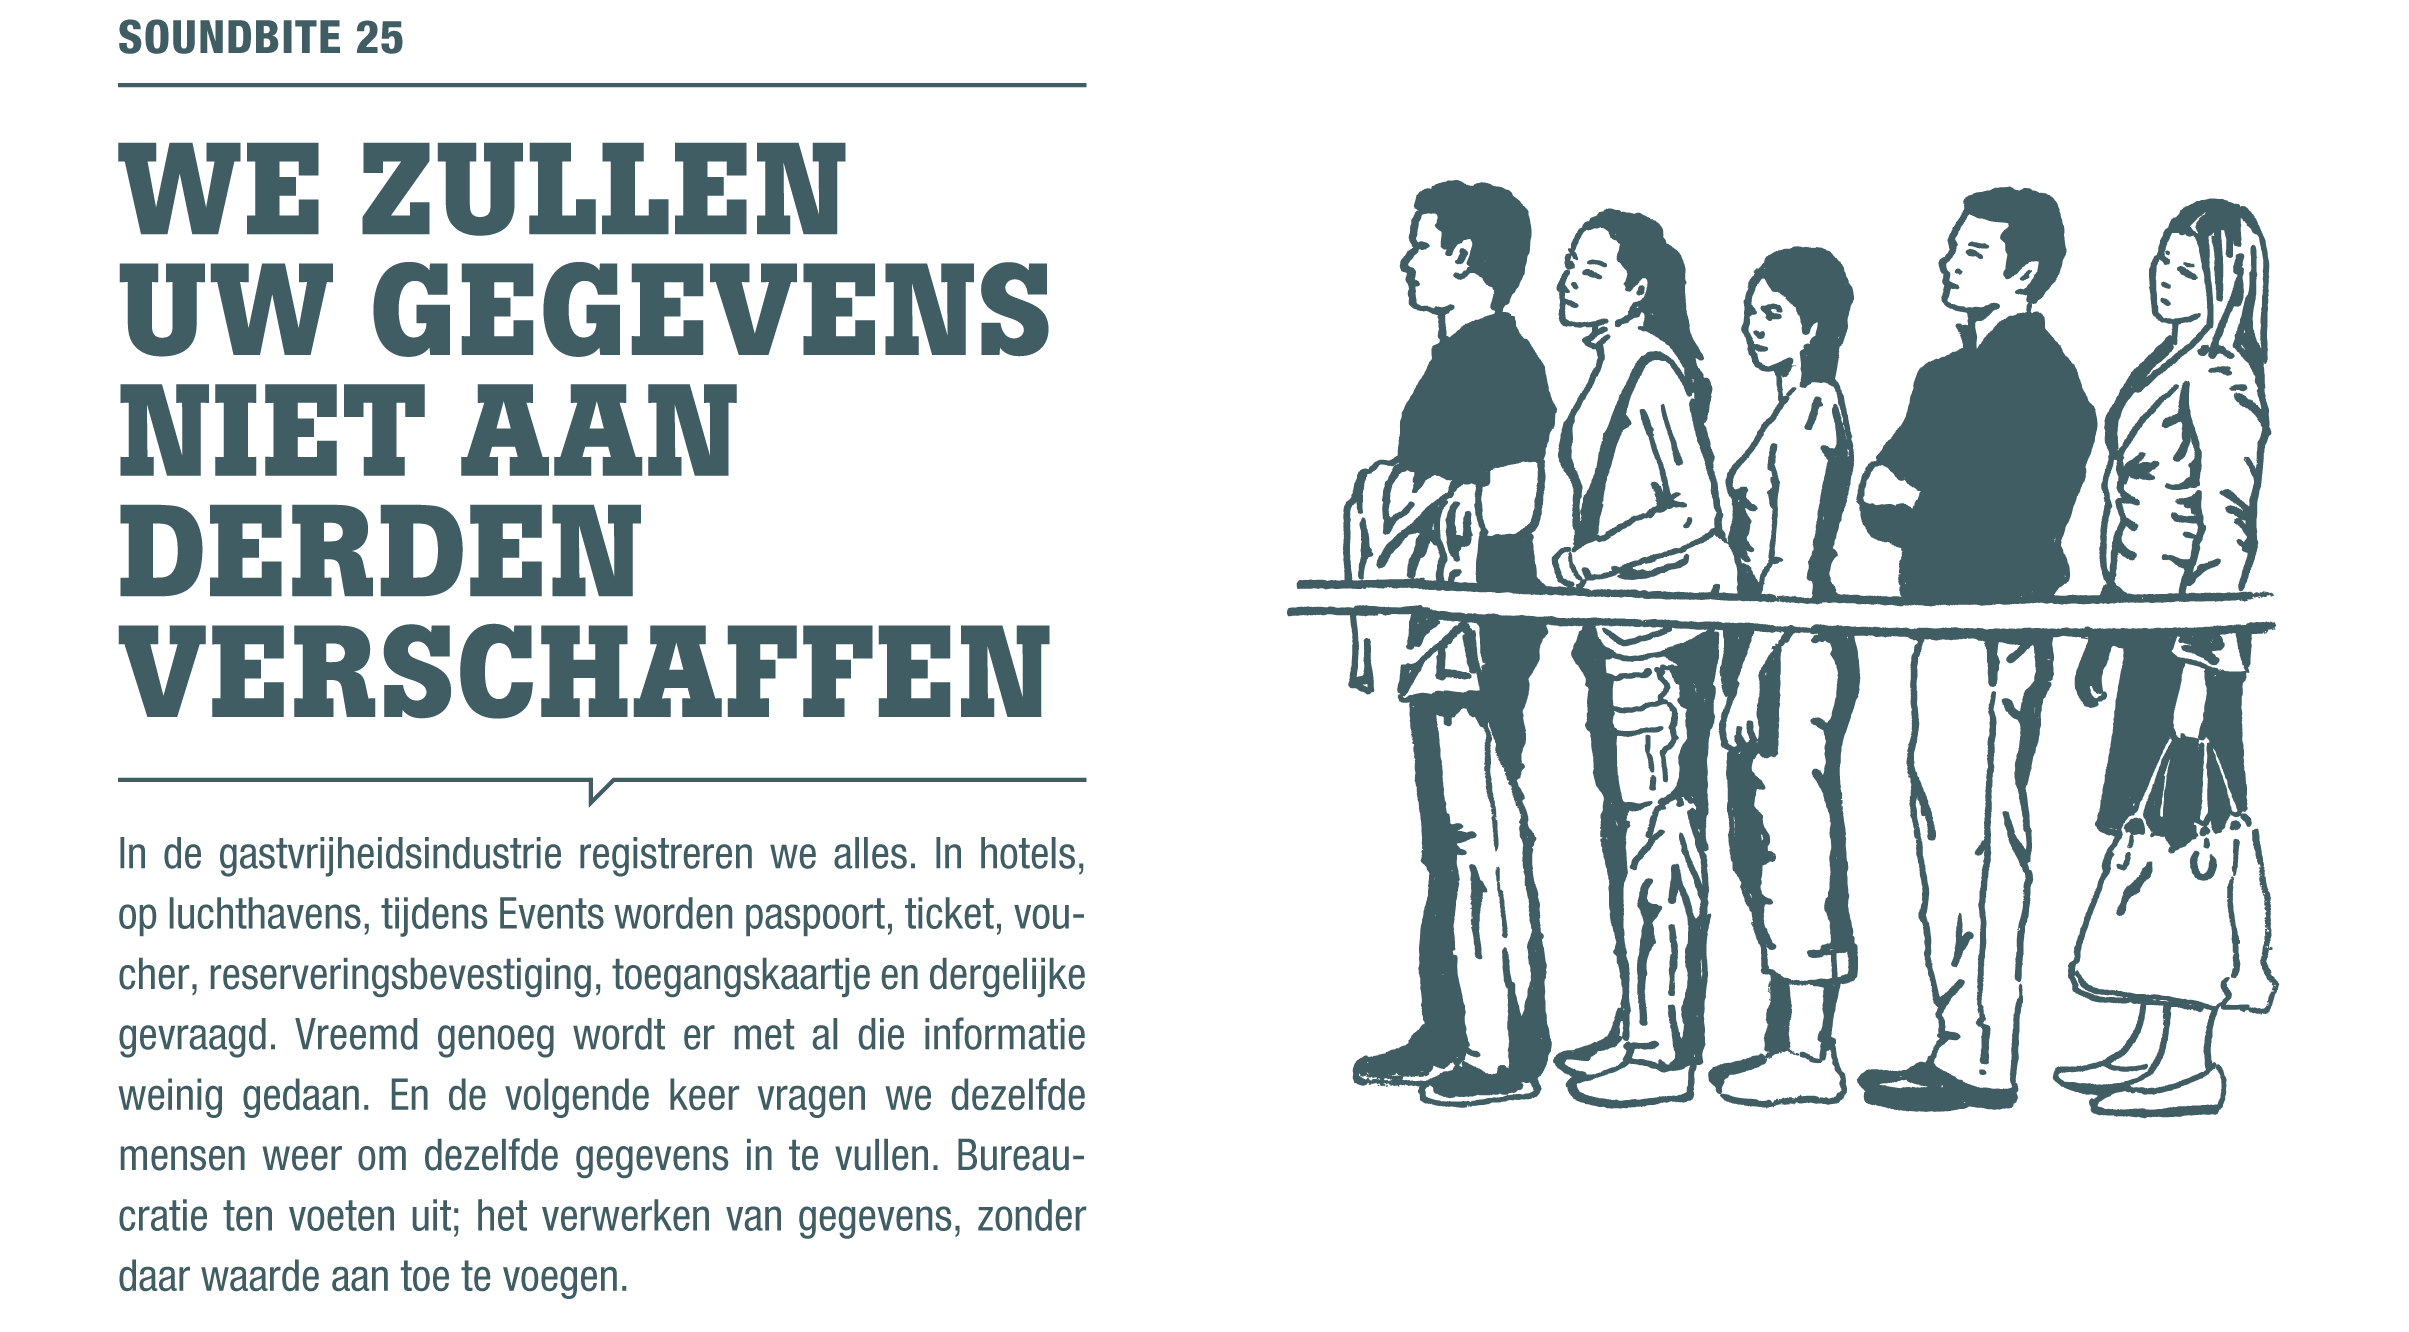 SOUNDBITE 25
WE ZULLEN
UW GEGEVENS
NIET AAN
DERDEN
VERSCHAFFEN
In de gastvrijheidsindustrie registreren we alles. In hotels,
op luchthavens, tijdens Events worden paspoort, ticket, vou-
cher, reserveringsbevestiging, toegangskaartje en dergelijke
gevraagd. Vreemd genoeg wordt er met al die informatie
weinig gedaan. En de volgende keer vragen we dezelfde
mensen weer om dezelfde gegevens in te vullen. Bureau-
cratie ten voeten uit; het verwerken van gegevens, zonder
daar waarde aan toe te voegen.